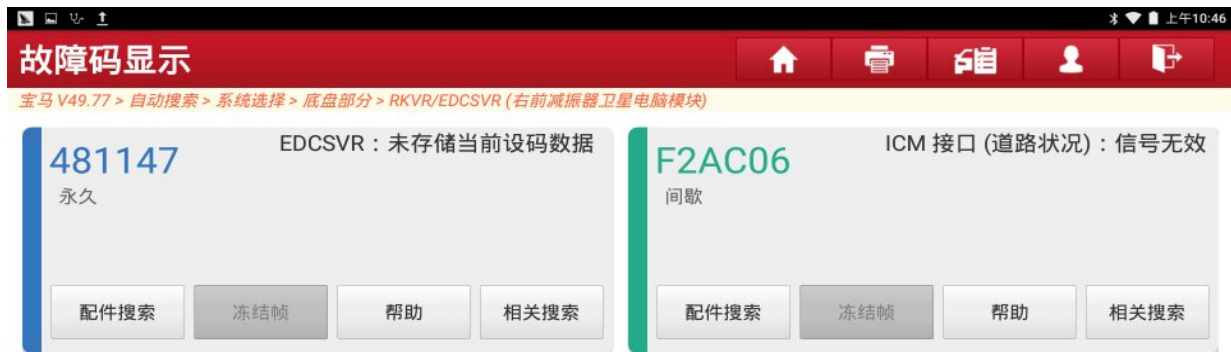 上午10:46
故障码显示
宝马 V49.77 > 自动搜索 > 系统选择 > 底盘部分 > RKVR/EDCSVR (右前减振器卫星电脑模块)
481147
EDCSVR：未存储当前设码数据
永久
配件搜索 冻结帧 帮助 相关搜索
F2AC06
ICM 接口 (道路状况)：信号无效
间歇
配件搜索 冻结帧 帮助 相关搜索